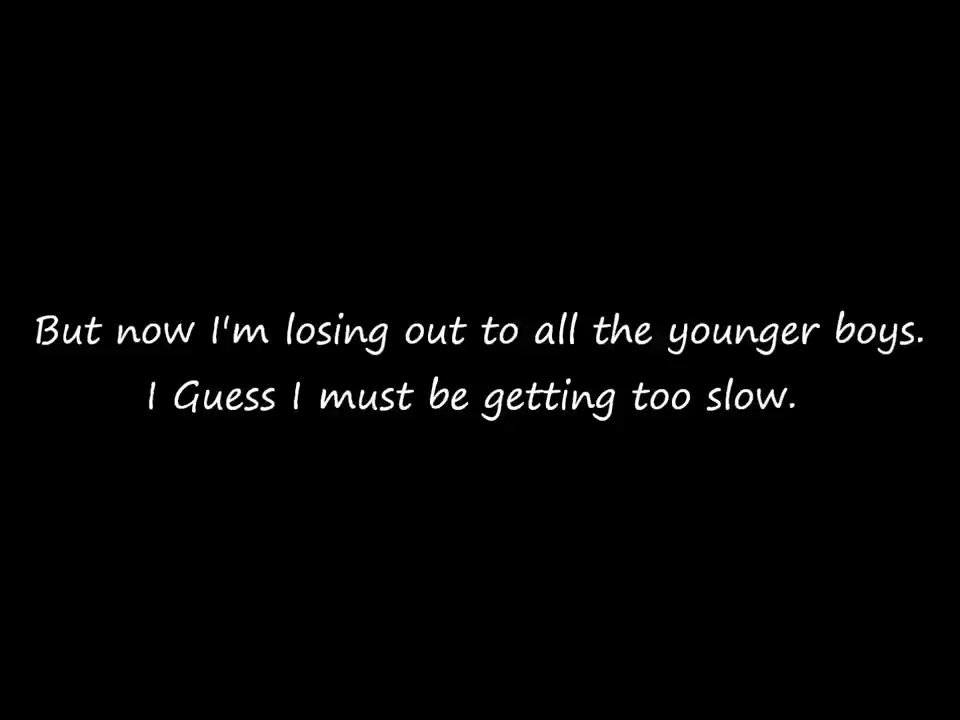 But now I'm losing out to all the younger boys.
I Guess I must be getting too slow.